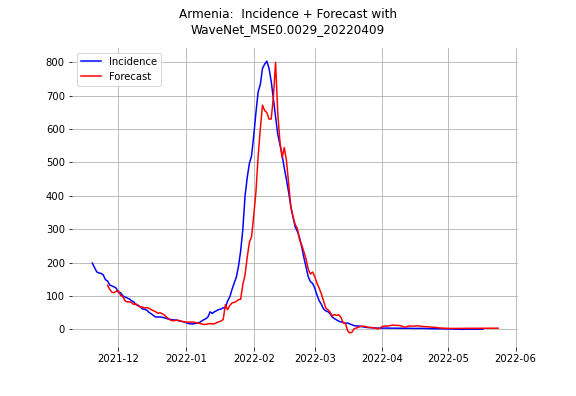 Armenia:  Incidence + Forecast with
WaveNet_MSE0.0029_20220409
Incidence
Forecast
800
700
600
500
400
300
200
100
0
2021-12 2022-01 2022-02 2022-03 2022-04 2022-05 2022-06